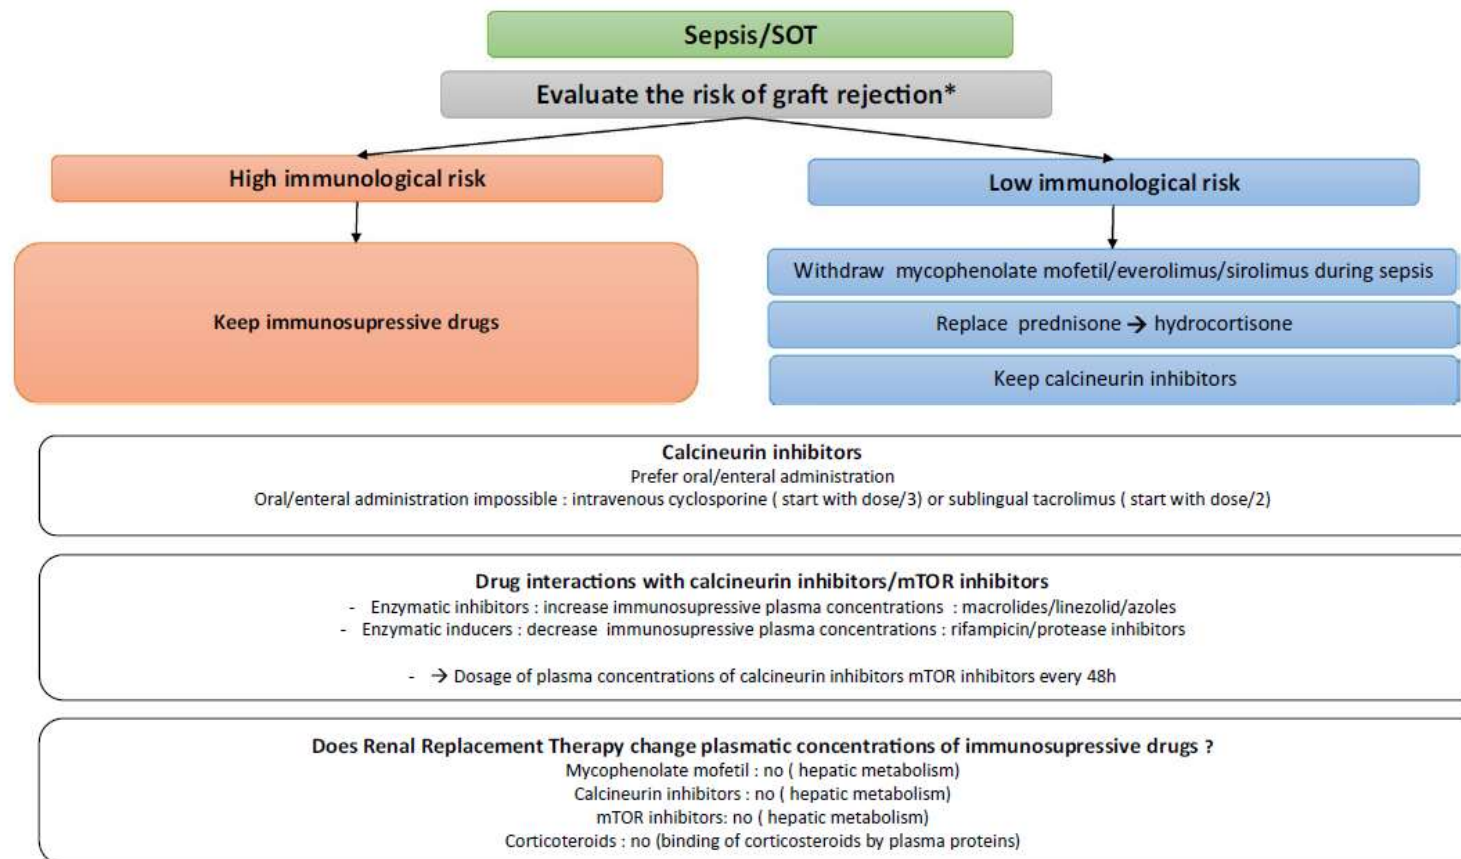 Sepsis/SOT
Evaluate the risk of graft rejection*
High immunological risk
Low immunological risk
Keep immunosupressive drugs
Withdraw mycophenolate mofetil/everolimus/sirolimus during sepsis
Replace prednisone → hydrocortisone
Keep calcineurin inhibitors
Calcineurin inhibitors
Prefer oral/enteral administration
Oral/enteral administration impossible : intravenous cyclosporine ( start with dose/3) or sublingual tacrolimus ( start with dose/2)
Drug interactions with calcineurin inhibitors/mTOR inhibitors
- Enzymatic inhibitors : increase immunosupressive plasma concentrations : macrolides/linezolid/azoles
- Enzymatic inducers : decrease immunosupressive plasma concentrations : rifampicin/protease inhibitors
- → Dosage of plasma concentrations of calcineurin inhibitors mTOR inhibitors every 48h
Does Renal Replacement Therapy change plasmatic concentrations of immunosupressive drugs ?
Mycophenolate mofetil : no ( hepatic metabolism)
Calcineurin inhibitors : no ( hepatic metabolism)
mTOR inhibitors: no ( hepatic metabolism)
Corticoteroids : no (binding of corticosteroids by plasma proteins)